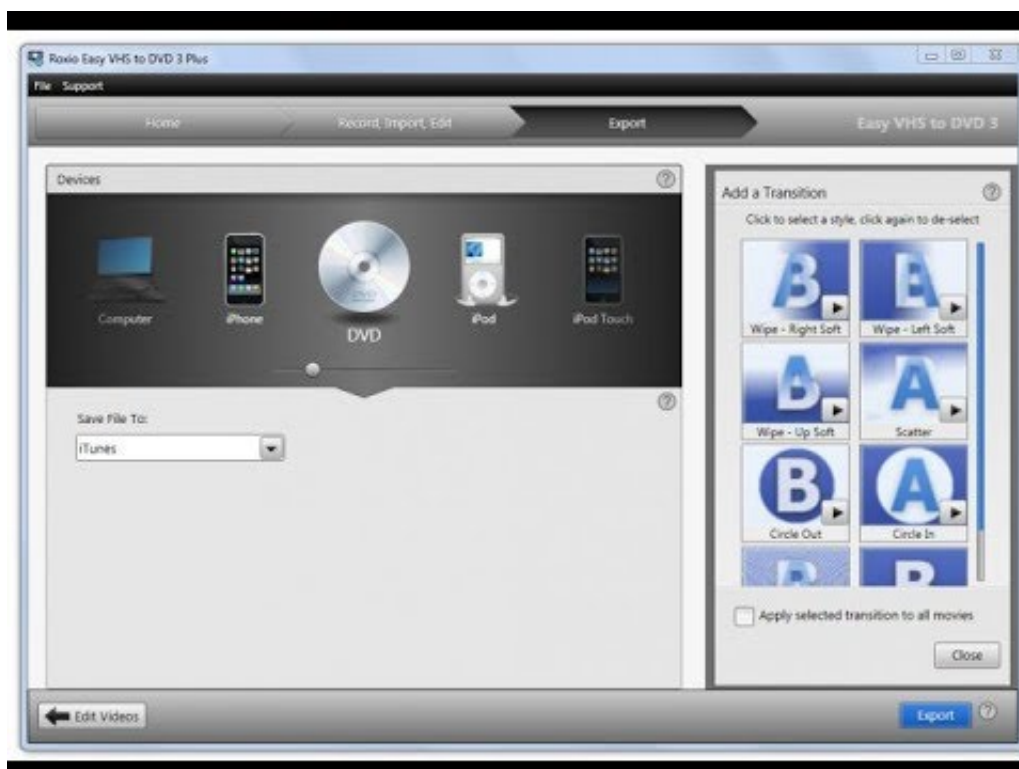 Roxio Easy VHS to DVD 3 Plus
File Support
Home
Record, Import, Edit
Export
Easy VHS to DVD 3
Devices
Computer
iPhone
DVD
iPod
iPod Touch
Save File To:
iTunes
Add a Transition
Click to select a style, click again to de-select
B
B
Wipe - Right Soft
Wipe - Left Soft
B
A
Wipe - Up Soft
Scatter
B
A
Circle Out
Circle In
Apply selected transition to all movies
Close
Edit Videos
Export